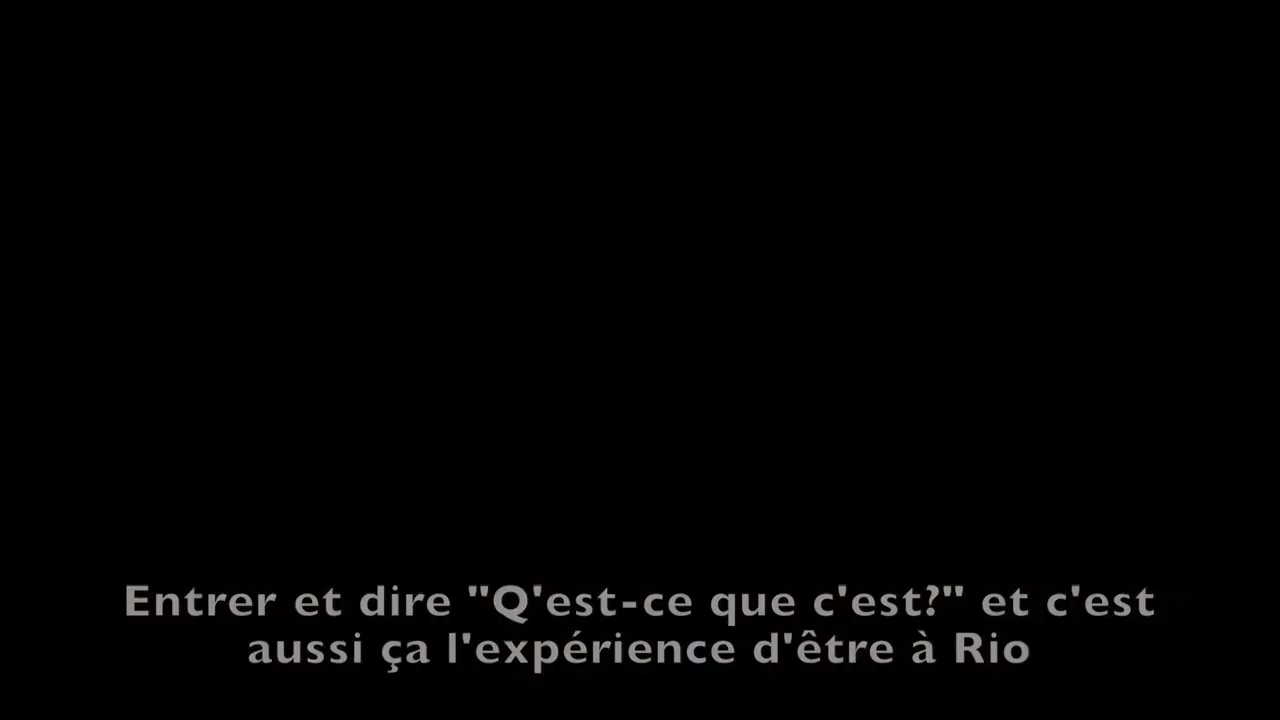 Entrer et dire "Q'est-ce que c'est?" et c'est
aussi ça l'expérience d'être à Rio